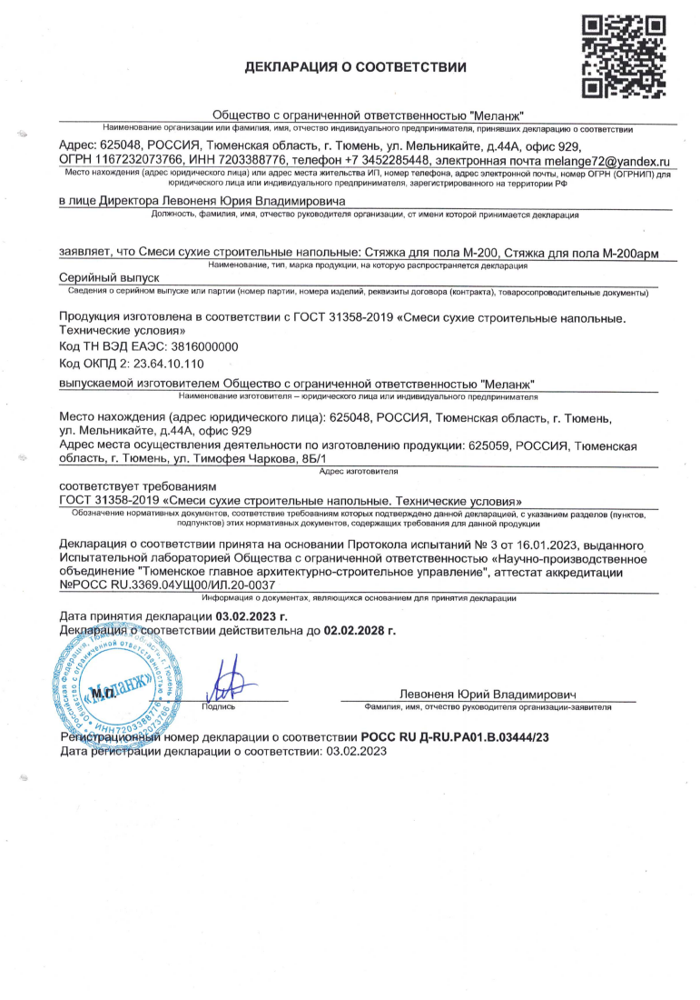 ДЕКЛАРАЦИЯ О СООТВЕТСТВИИ
Общество с ограниченной ответственностью "Меланж"
Наименование организации или фамилия, имя, отчество индивидуального предпринимателя, принявших декларацию о соответствии
Адрес: 625048, РОССИЯ, Тюменская область, г. Тюмень, ул. Мельникайте, д.44А, офис 929,
ОГРН 1167232073766, ИНН 7203388776, телефон +7 3452285448, электронная почта melange72@yandex.ru
Место нахождения (адрес юридического лица) или адрес места жительства ИП, номер телефона, адрес электронной почты, номер ОГРН (ОГРНИП) для
юридического лица или индивидуального предпринимателя, зарегистрированного на территории РФ
в лице Директора Левоненя Юрия Владимировича
Должность, фамилия, имя, отчество руководителя организации, от имени которой принимается декларация
заявляет, что Смеси сухие строительные напольные: Стяжка для пола М-200, Стяжка для пола М-200арм
Наименование, тип, марка продукции, на которую распространяется декларация
Серийный выпуск
Сведения о серийном выпуске или партии (номер партии, номера изделий, реквизиты договора (контракта), товаросопроводительные документы)
Продукция изготовлена в соответствии с ГОСТ 31358-2019 «Смеси сухие строительные напольные.
Технические условия»
Код ТН ВЭД ЕАЭС: 3816000000
Код ОКПД 2: 23.64.10.110
выпускаемой изготовителем Общество с ограниченной ответственностью "Меланж"
Наименование изготовителя – юридического лица или индивидуального предпринимателя
Место нахождения (адрес юридического лица): 625048, РОССИЯ, Тюменская область, г. Тюмень,
ул. Мельникайте, д.44А, офис 929
Адрес места осуществления деятельности по изготовлению продукции: 625059, РОССИЯ, Тюменская
область, г. Тюмень, ул. Тимофея Чаркова, 8Б/1
Адрес изготовителя
соответствует требованиям
ГОСТ 31358-2019 «Смеси сухие строительные напольные. Технические условия»
Обозначение нормативных документов, соответствие требованиям которых подтверждено данной декларацией, с указанием разделов (пунктов,
подпунктов) этих нормативных документов, содержащих требования для данной продукции
Декларация о соответствии принята на основании Протокола испытаний № 3 от 16.01.2023, выданного
Испытательной лабораторией Общества с ограниченной ответственностью «Научно-производственное
объединение "Тюменское главное архитектурно-строительное управление", аттестат аккредитации
№РОСС RU.3369.04УЩ00/ИЛ.20-0037
Информация о документах, являющихся основанием для принятия декларации
Дата принятия декларации 03.02.2023 г.
Декларация о соответствии действительна до 02.02.2028 г.
Российская Федерация, Тюменская область, г. Тюмень
Общество с ограниченной ответственностью
«Меланж»
ИНН7203388776
М.П.
Подпись
Левоненя Юрий Владимирович
Фамилия, имя, отчество руководителя организации-заявителя
Регистрационный номер декларации о соответствии РОСС RU Д-RU.РА01.В.03444/23
Дата регистрации декларации о соответствии: 03.02.2023